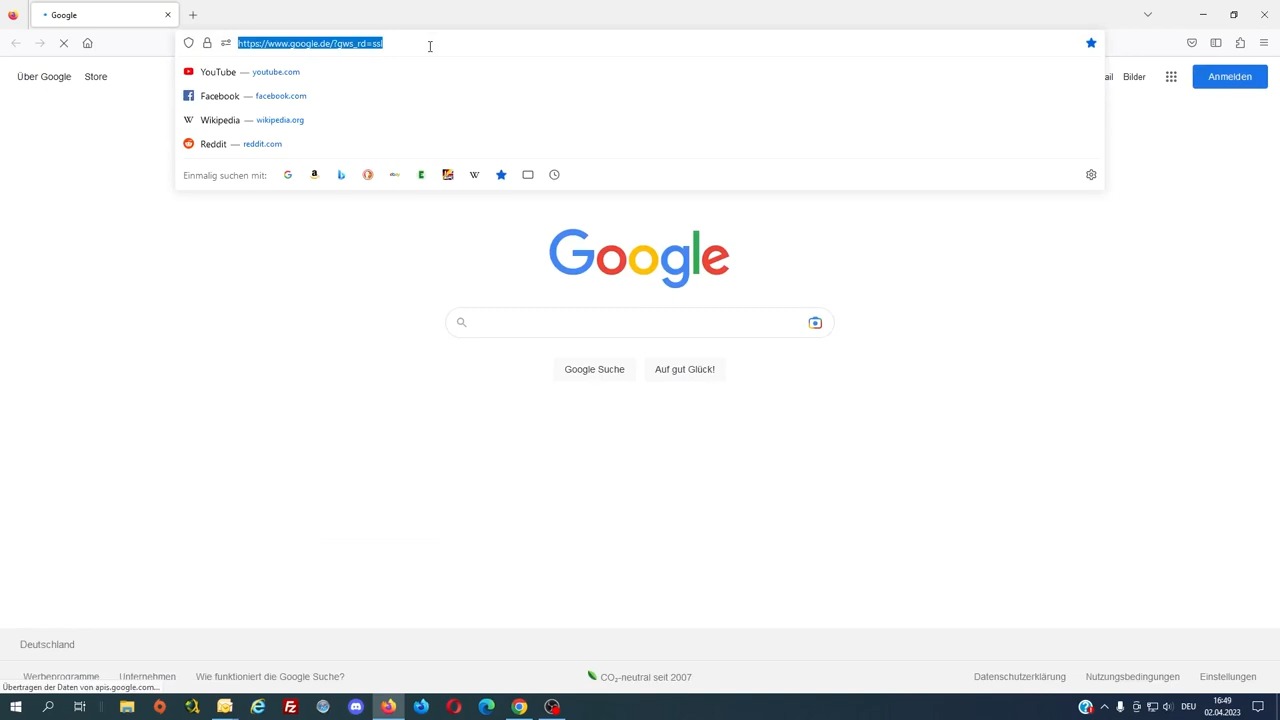 Google
https://www.google.de/?gws_rd=ssl
Über Google
Store
YouTube — youtube.com
Facebook — facebook.com
Wikipedia — wikipedia.org
Reddit — reddit.com
Einmalig suchen mit:
ail
Bilder
Anmelden
Google
Google Suche
Auf gut Glück!
Deutschland
Werbeprogramme
Unternehmen
Wie funktioniert die Google Suche?
CO₂-neutral seit 2007
Datenschutzerklärung
Nutzungsbedingungen
Einstellungen
Übertragen der Daten von apis.google.com...
DEU
16:49
02.04.2023